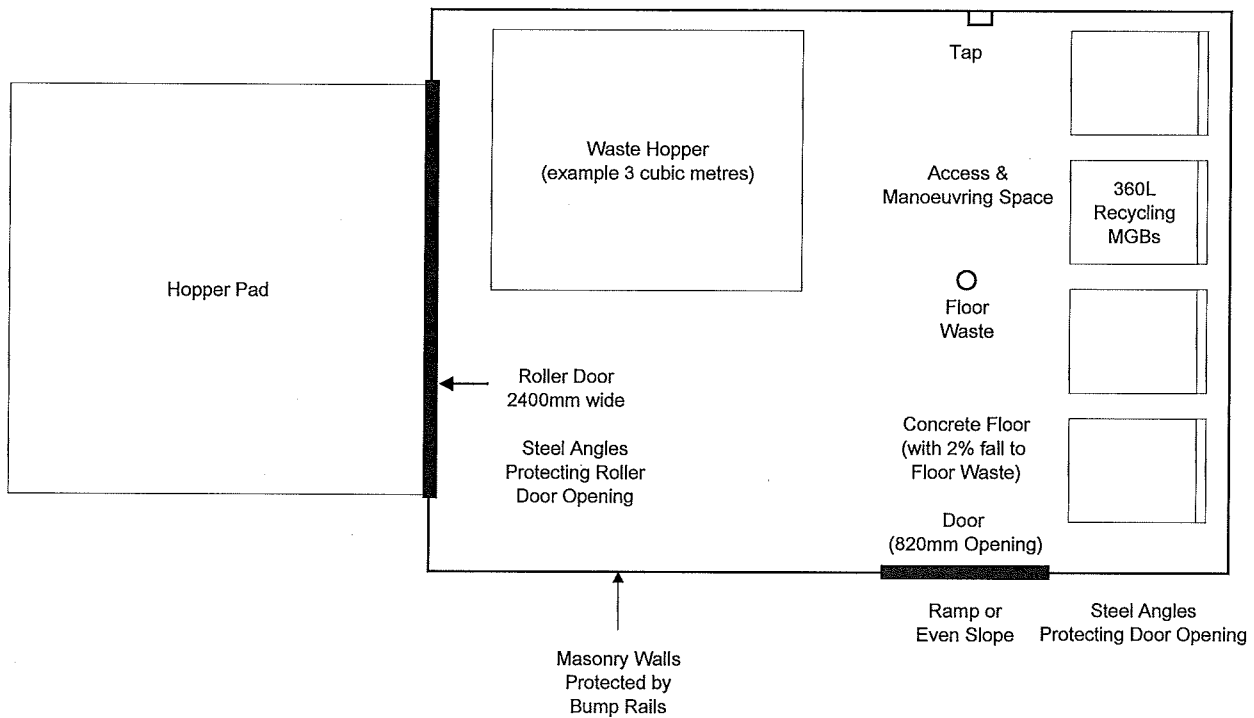 Tap
Waste Hopper
(example 3 cubic metres)
Access &
Manoeuvring Space
360L
Recycling
MGBs
Hopper Pad
Floor
Waste
Roller Door
2400mm wide
Steel Angles
Protecting Roller
Door Opening
Concrete Floor
(with 2% fall to
Floor Waste)
Door
(820mm Opening)
Ramp or
Even Slope
Steel Angles
Protecting Door Opening
Masonry Walls
Protected by
Bump Rails